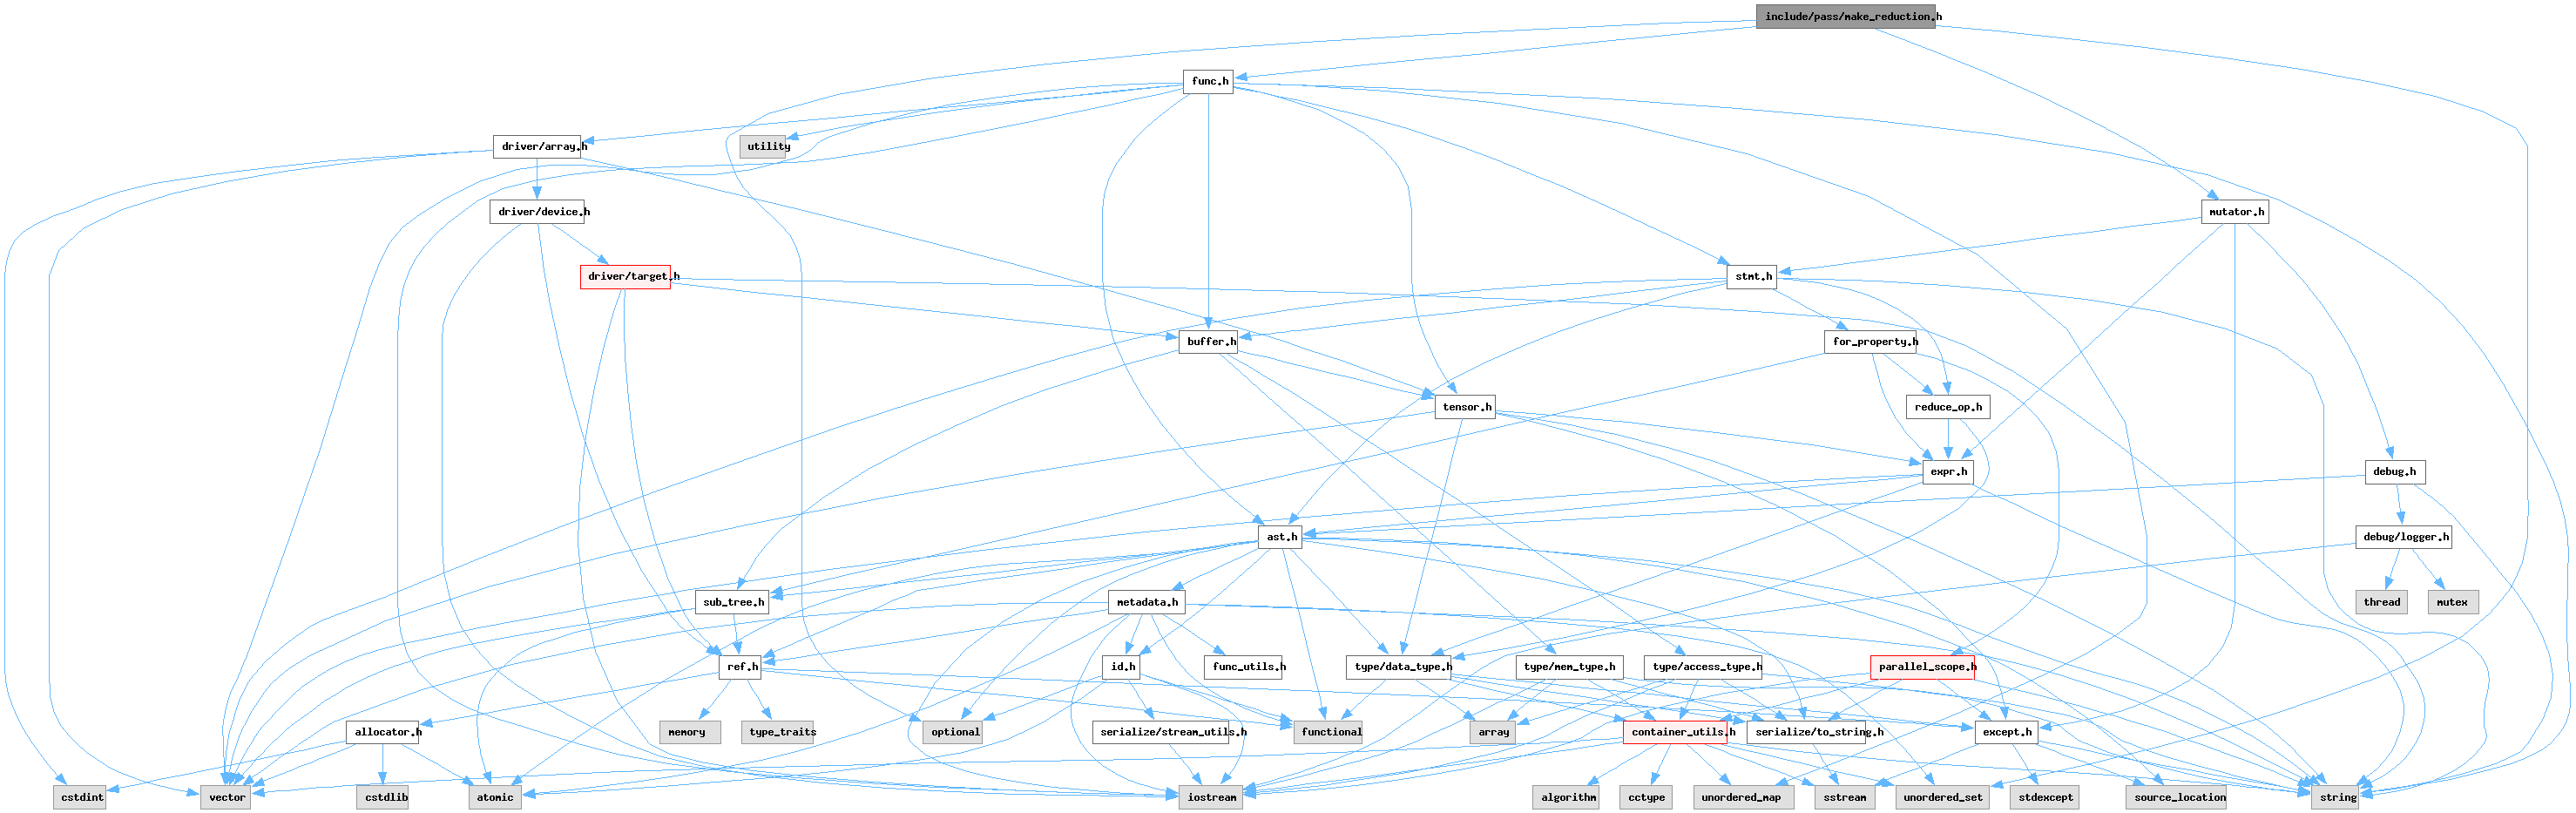 include/pass/make_reduction.h
func.h
driver/array.h
utility
driver/device.h
mutator.h
driver/target.h
stmt.h
buffer.h
for_property.h
tensor.h
reduce_op.h
expr.h
debug.h
ast.h
debug/logger.h
sub_tree.h
metadata.h
thread
mutex
ref.h
id.h
func_utils.h
type/data_type.h
type/mem_type.h
type/access_type.h
parallel_scope.h
allocator.h
memory
type_traits
optional
serialize/stream_utils.h
functional
array
container_utils.h
serialize/to_string.h
except.h
cstdint
vector
cstdlib
atomic
iostream
algorithm
cctype
unordered_map
sstream
unordered_set
stdexcept
source_location
string